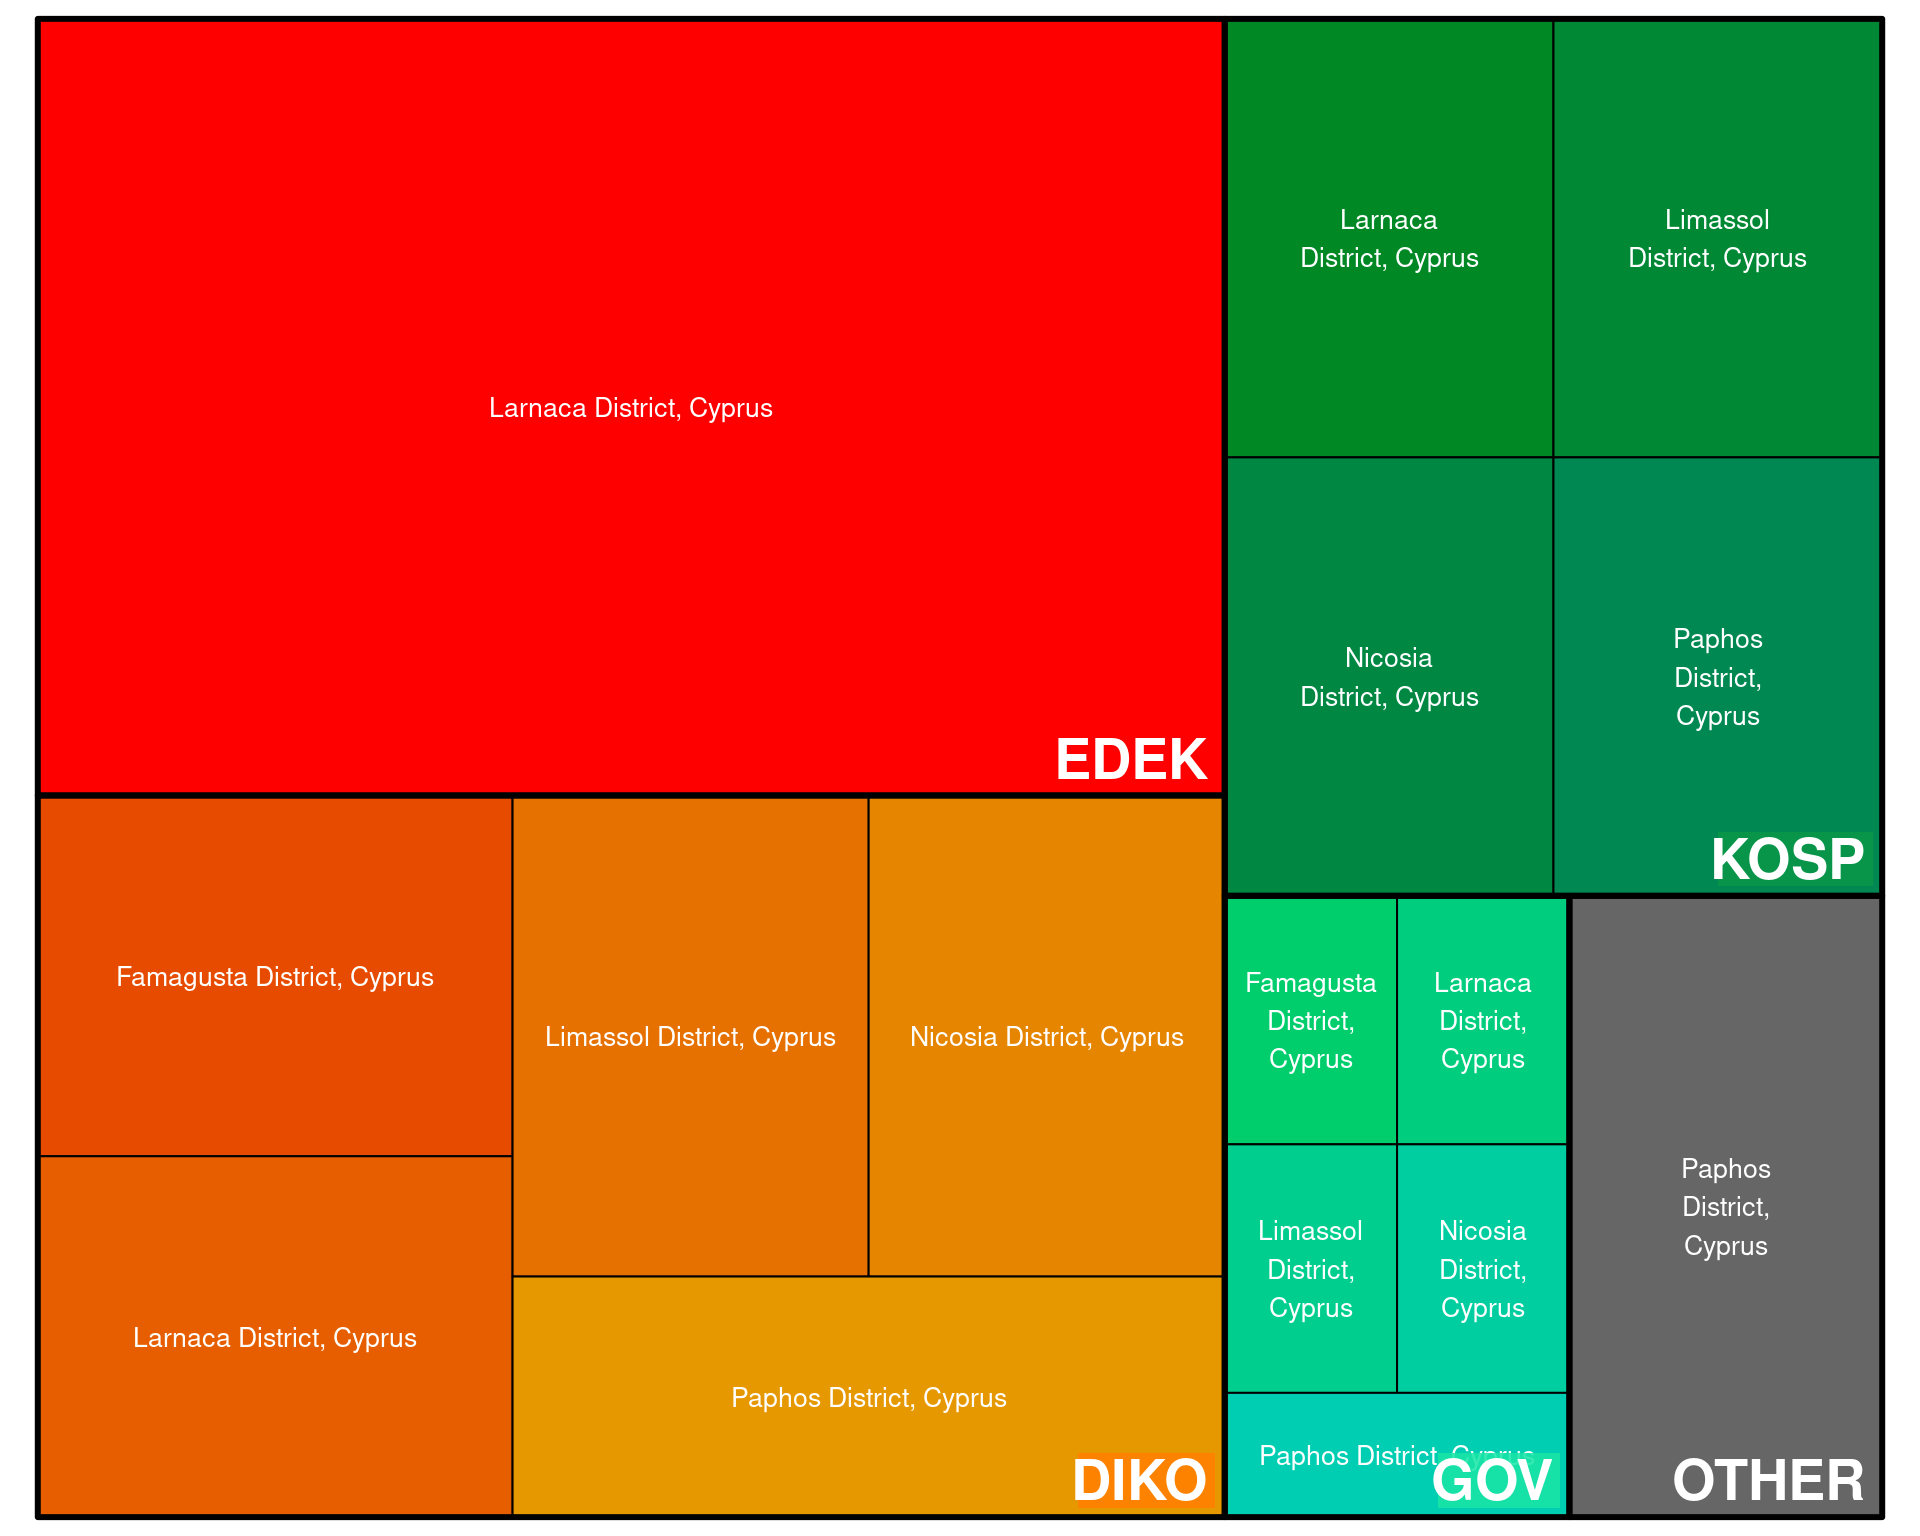 Larnaca District, Cyprus
EDEK
Larnaca
District, Cyprus
Limassol
District, Cyprus
Nicosia
District, Cyprus
Paphos
District,
Cyprus
KOSP
Famagusta District, Cyprus
Larnaca District, Cyprus
Limassol District, Cyprus
Nicosia District, Cyprus
Paphos District, Cyprus
DIKO
Famagusta
District,
Cyprus
Larnaca
District,
Cyprus
Limassol
District,
Cyprus
Nicosia
District,
Cyprus
Paphos District, Cyprus
GOV
Paphos
District,
Cyprus
OTHER